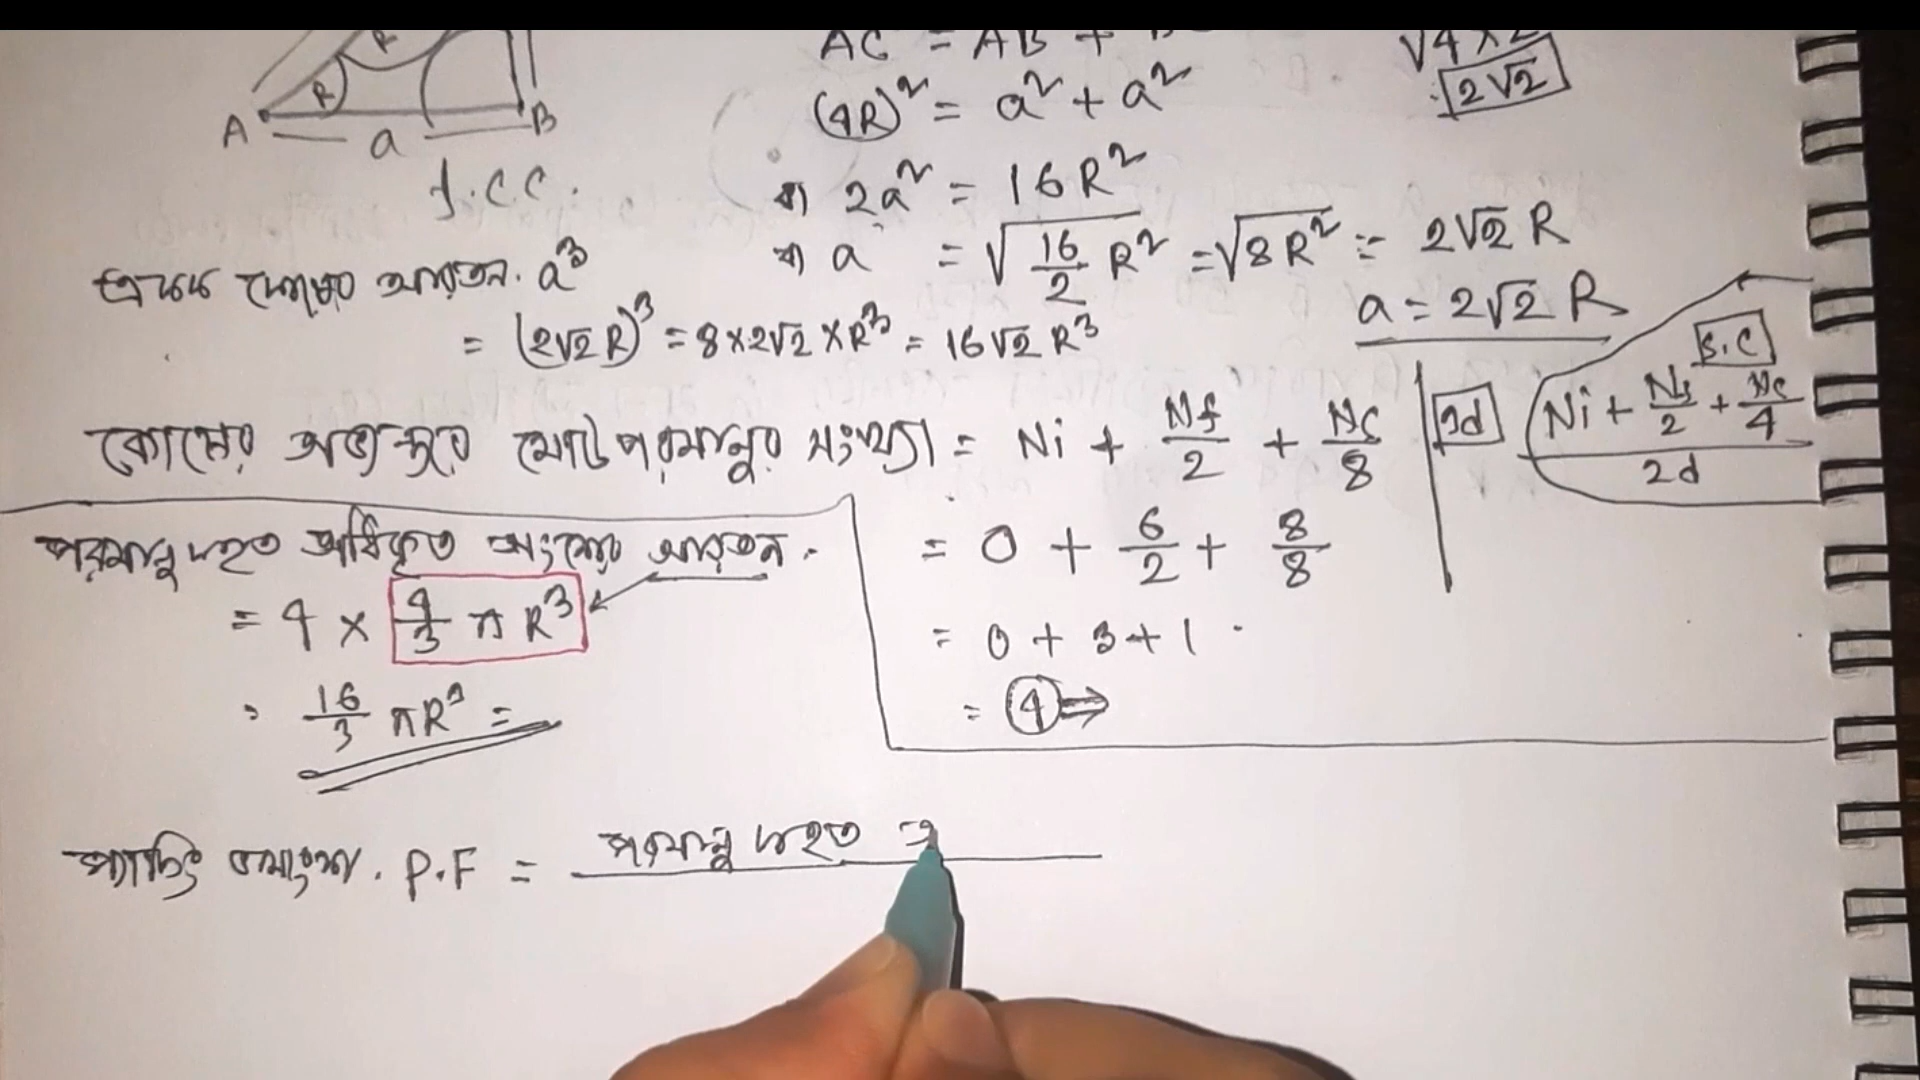 AC = AB +
√4×2
(4R)² = a² + a²
2√2
R
R
A
a
B
f.c.c.
বা 2a² = 16R²
বা a = √16/2 R² = √8R² = 2√2 R
a = 2√2 R
একক কোষের আয়তন. a³
= (2√2 R)³ = 8×2√2 ×R³ = 16√2 R³
কোষের অভ্যন্তরে মোট পরমানুর সংখ্যা = Ni + Nf/2 + Nc/8
S.C
Ni + Nf/2 + Nc/4
2d
পরমানু দ্বারা অধিকৃত অংশের আয়তন.
= 0 + 6/2 + 8/8
= 4 × 4/3 π R³
= 0 + 3 + 1
= 16/3 πR³ =
= 4 ⇒
প্যাকিং ভগ্নাংশ. P.F = পরমানু দ্বারা